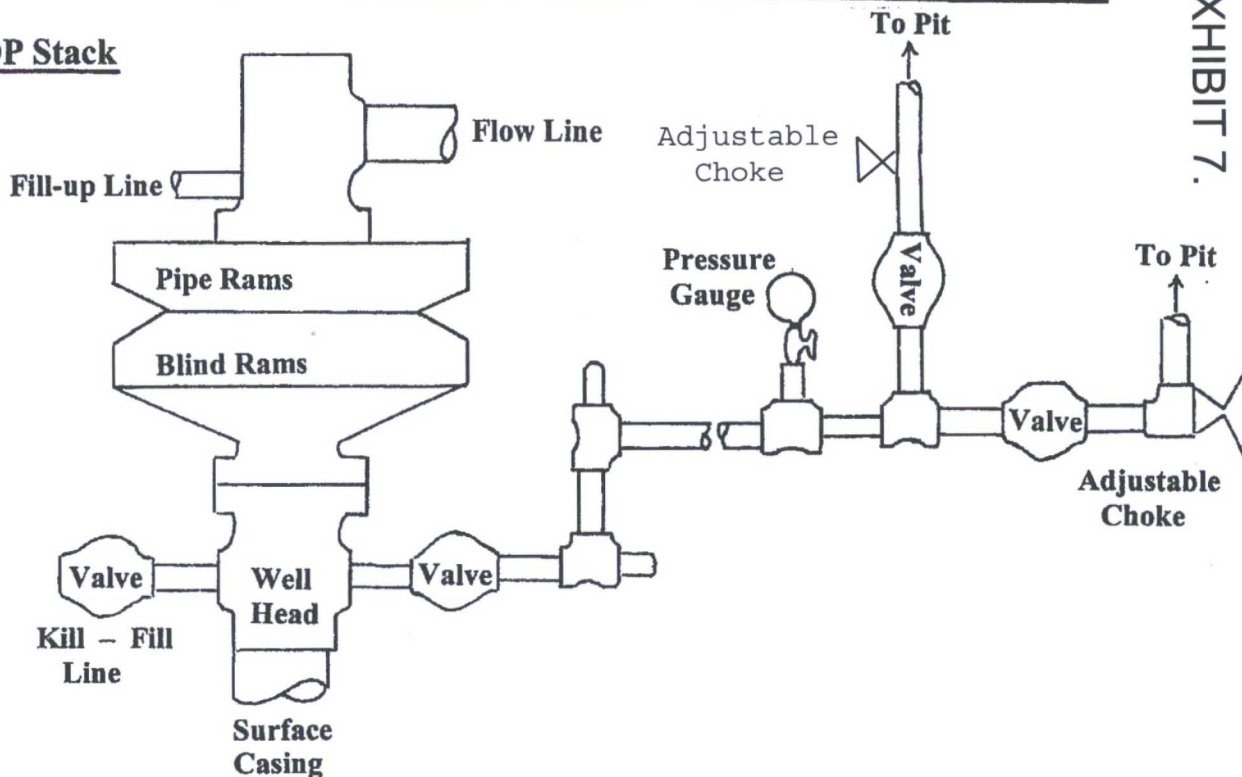 To Pit
Flow Line
Adjustable
Choke
Fill-up Line
Pipe Rams
Pressure
Gauge
Valve
To Pit
Blind Rams
Valve
Adjustable
Choke
Valve
Well
Head
Valve
Kill – Fill
Line
Surface
Casing
Stack
7.